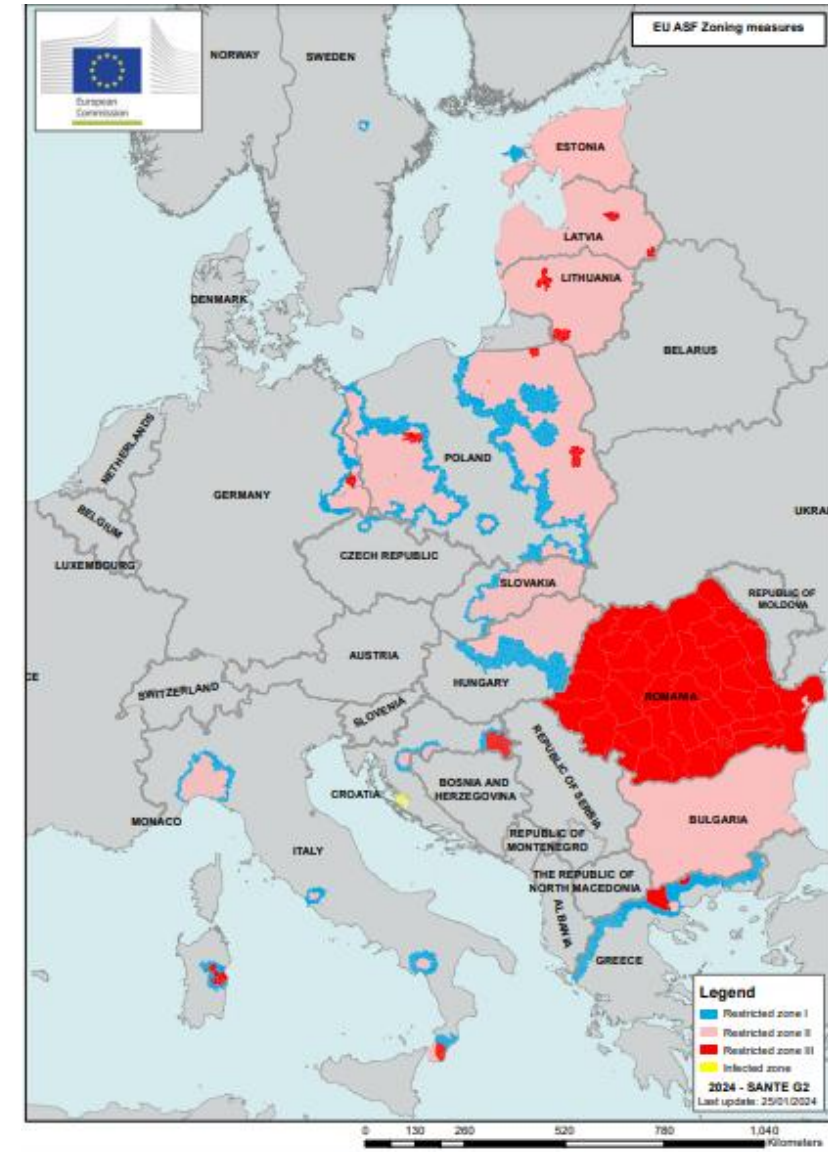 EU ASF Zoning measures
European
Commission
NORWAY
SWEDEN
ESTONIA
LATVIA
LITHUANIA
DENMARK
BELARUS
NETHERLANDS
POLAND
GERMANY
BELGIUM
UKRAI
LUXEMBOURG
CZECH REPUBLIC
SLOVAKIA
REPUBLIC OF
MOLDOVA
AUSTRIA
CE
HUNGARY
SWITZERLAND
ROMANIA
SLOVENIA
REPUBLIC OF SERBIA
BOSNIA AND
HERZEGOVINA
CROATIA
MONACO
BULGARIA
REPUBLIC OF
MONTENEGRO
ITALY
THE REPUBLIC OF
NORTH MACEDONIA
ALBANIA
GREECE
Legend
Restricted zone I
Restricted zone II
Restricted zone III
Infected zone
2024 - SANTE G2
Last update: 25/01/2024
0 130 260 520 780 1,040
Kilometers